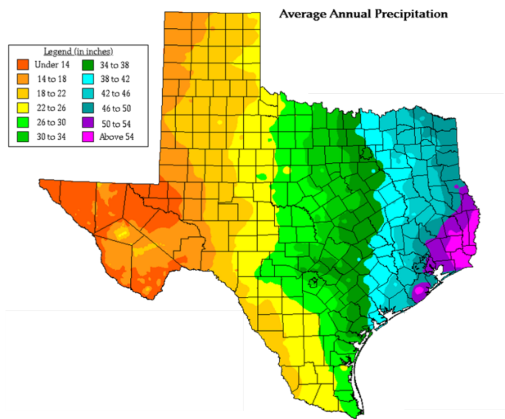 Average Annual Precipitation
Legend (in inches)
Under 14
34 to 38
14 to 18
38 to 42
18 to 22
42 to 46
22 to 26
46 to 50
26 to 30
50 to 54
30 to 34
Above 54